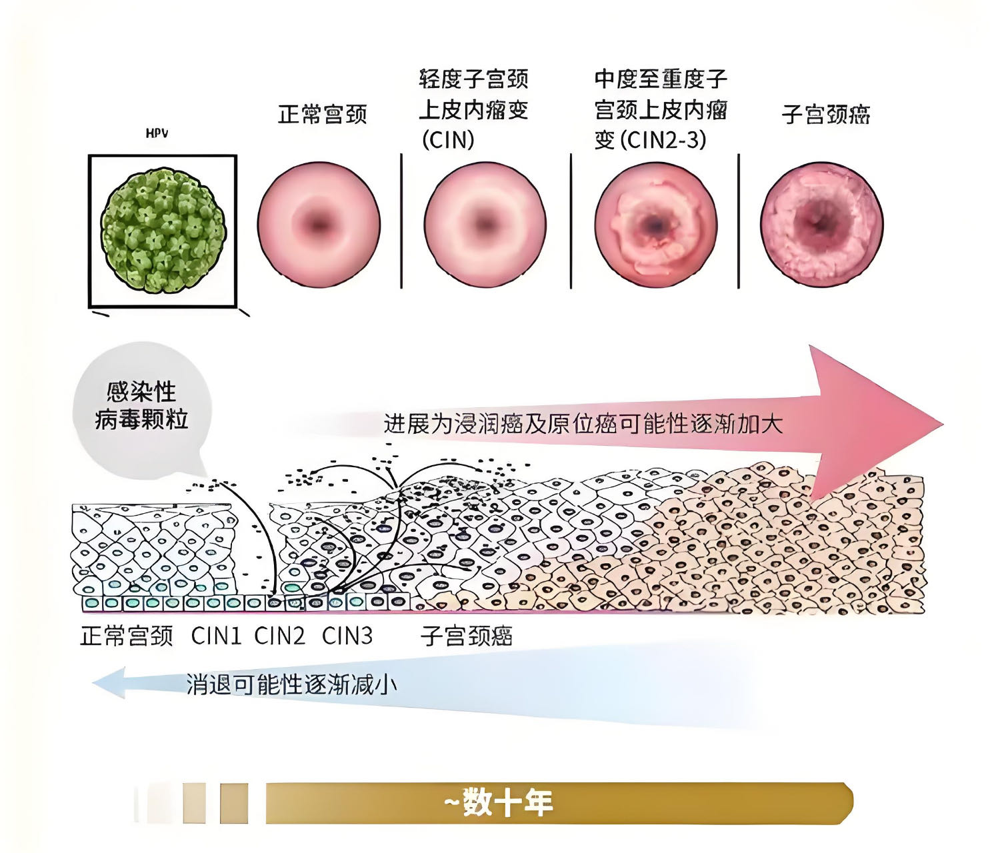 HPV
正常宫颈
轻度子宫颈
上皮内瘤变
(CIN)
中度至重度子
宫颈上皮内瘤
变(CIN2-3)
子宫颈癌
感染性
病毒颗粒
进展为浸润癌及原位癌可能性逐渐加大
正常宫颈 CIN1 CIN2 CIN3 子宫颈癌
消退可能性逐渐减小
~数十年